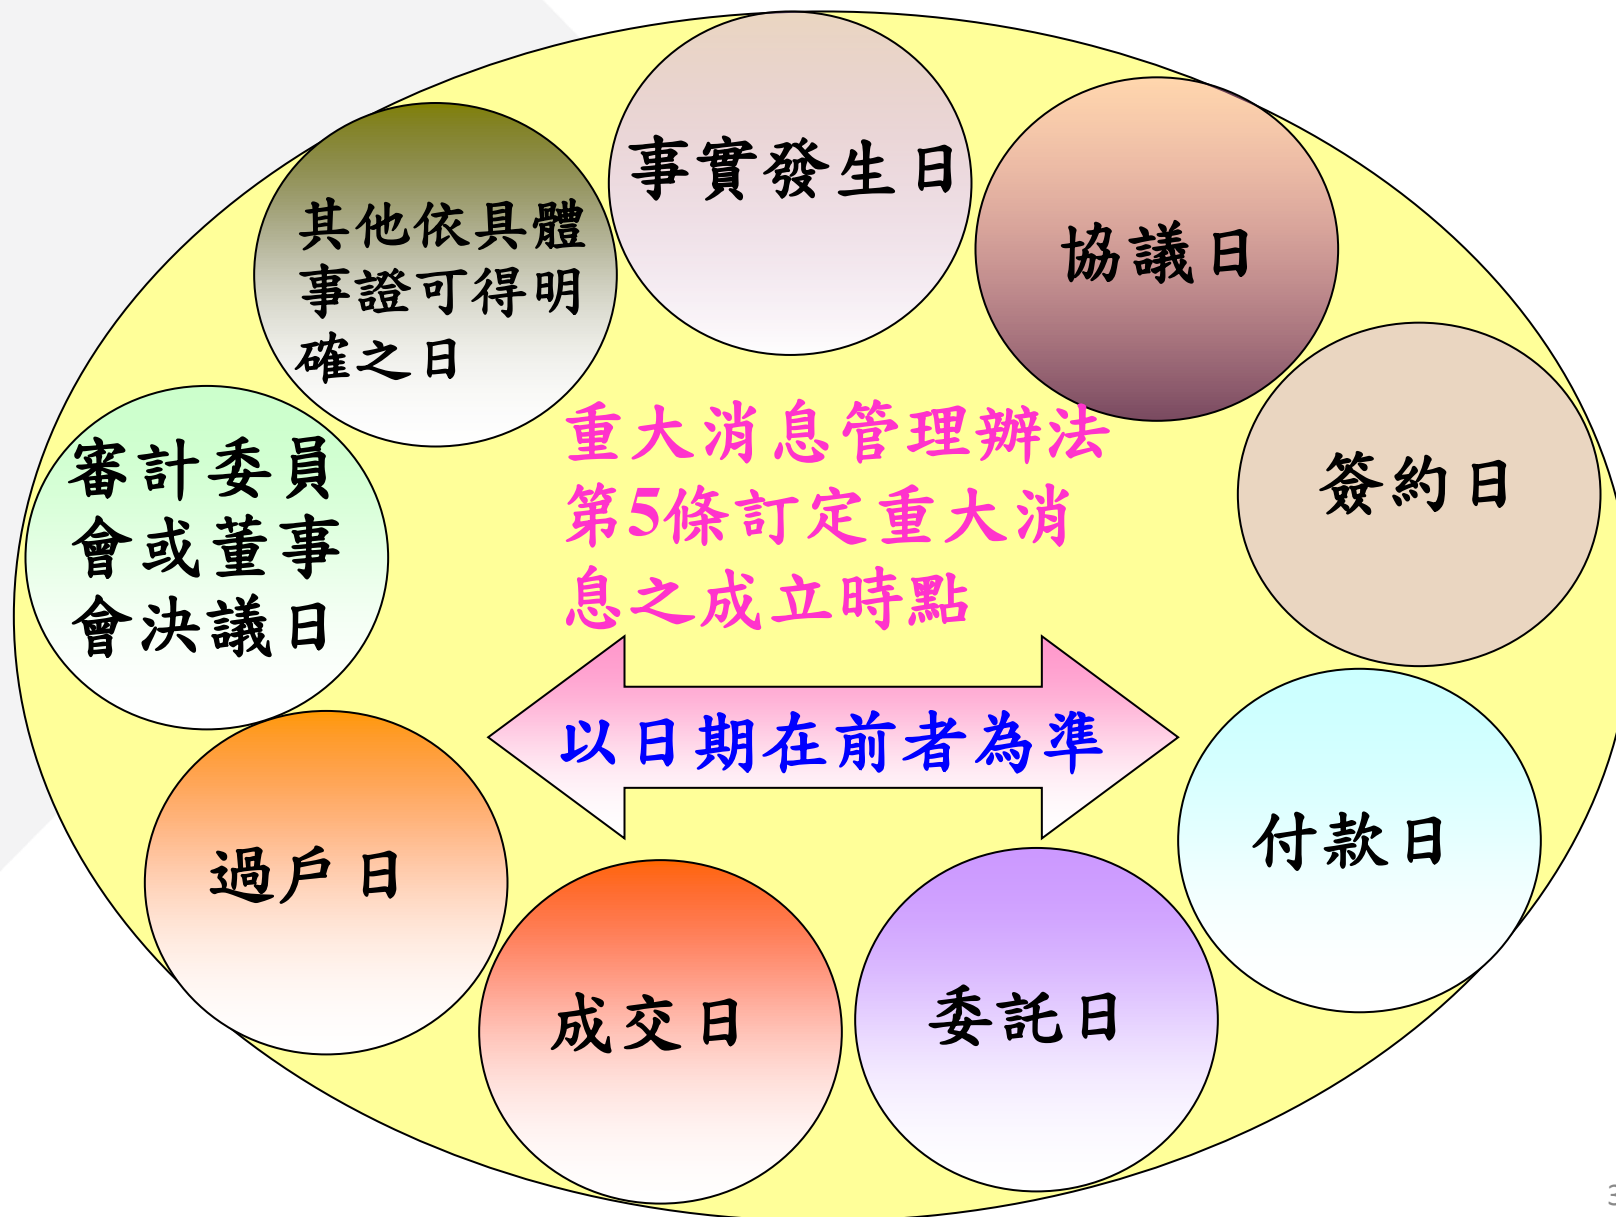 事實發生日
協議日
其他依具體
事證可得明
確之日
重大消息管理辦法
第5條訂定重大消
息之成立時點
簽約日
審計委員
會或董事
會決議日
以日期在前者為準
付款日
過戶日
成交日
委託日